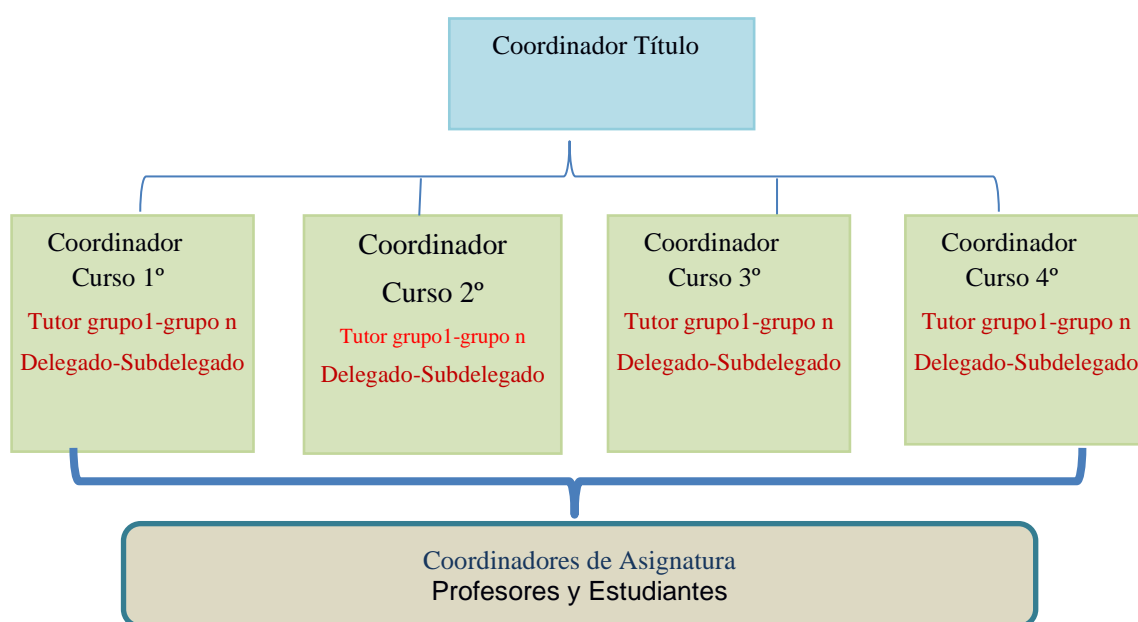 Coordinador Título
Coordinador
Curso 1º
Tutor grupo1-grupo n
Delegado-Subdelegado
Coordinador
Curso 2º
Tutor grupo1-grupo n
Delegado-Subdelegado
Coordinador
Curso 3º
Tutor grupo1-grupo n
Delegado-Subdelegado
Coordinador
Curso 4º
Tutor grupo1-grupo n
Delegado-Subdelegado
Coordinadores de Asignatura
Profesores y Estudiantes